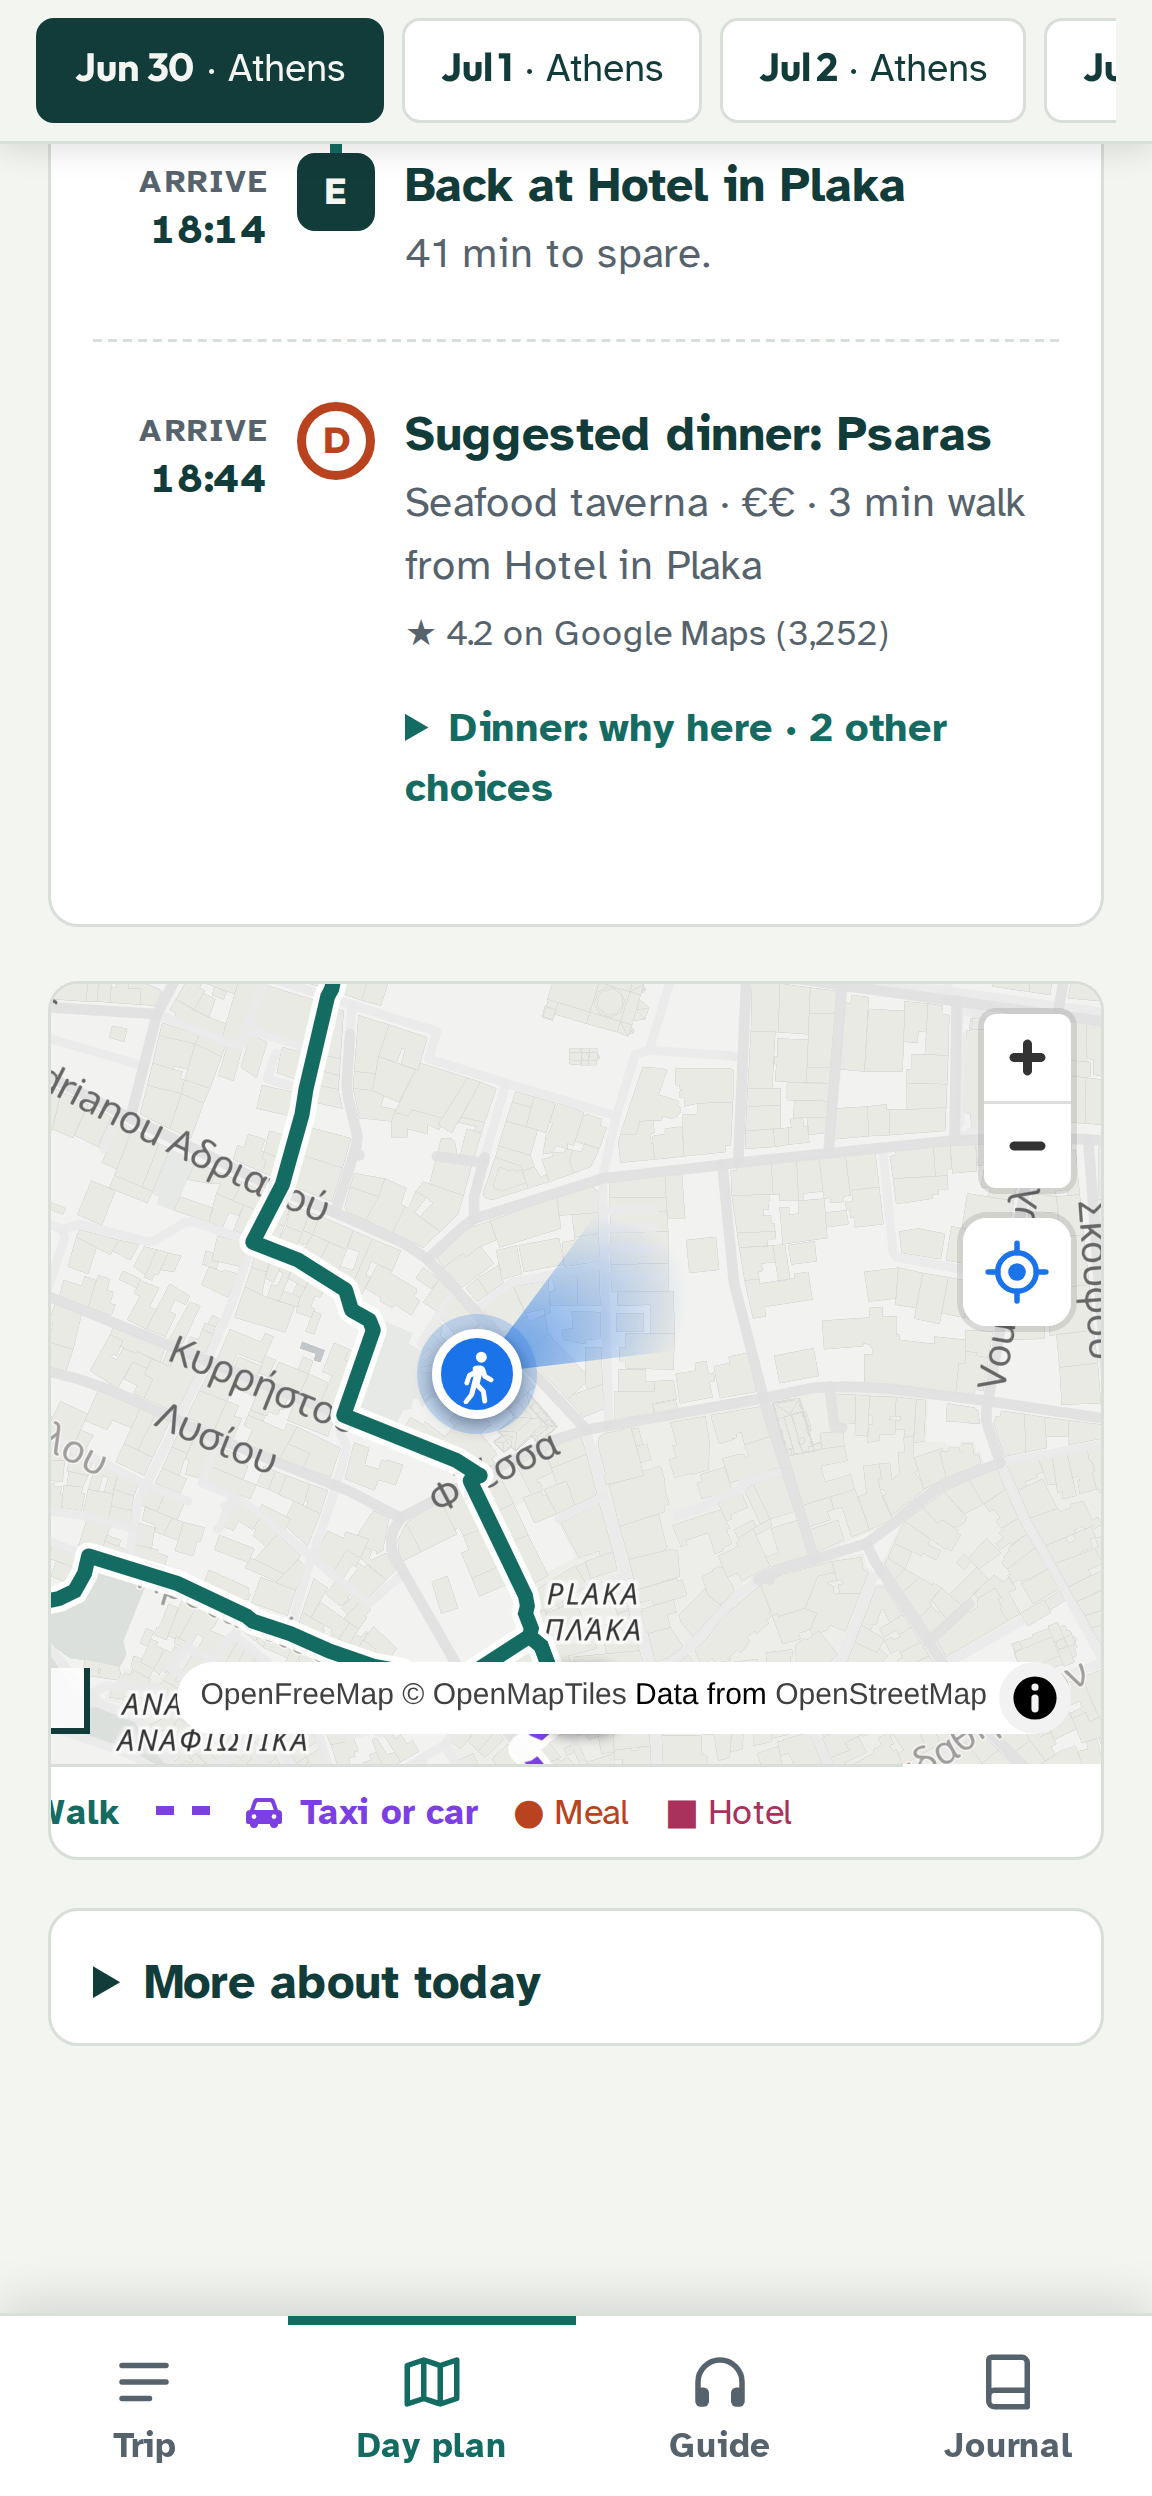 Jun 30 · Athens
Jul 1 · Athens
Jul 2 · Athens
ARRIVE
18:14
E
Back at Hotel in Plaka
41 min to spare.
ARRIVE
18:44
D
Suggested dinner: Psaras
Seafood taverna · €€ · 3 min walk
from Hotel in Plaka
★ 4.2 on Google Maps (3,252)
▶ Dinner: why here · 2 other
choices
Κυρρήστο
Λυσίου
PLAKA
ΠΛΆΚΑ
ΑΝΑΦΙΏΤΙΚΑ
OpenFreeMap © OpenMapTiles Data from OpenStreetMap
Walk
Taxi or car
Meal
Hotel
▶ More about today
Trip
Day plan
Guide
Journal